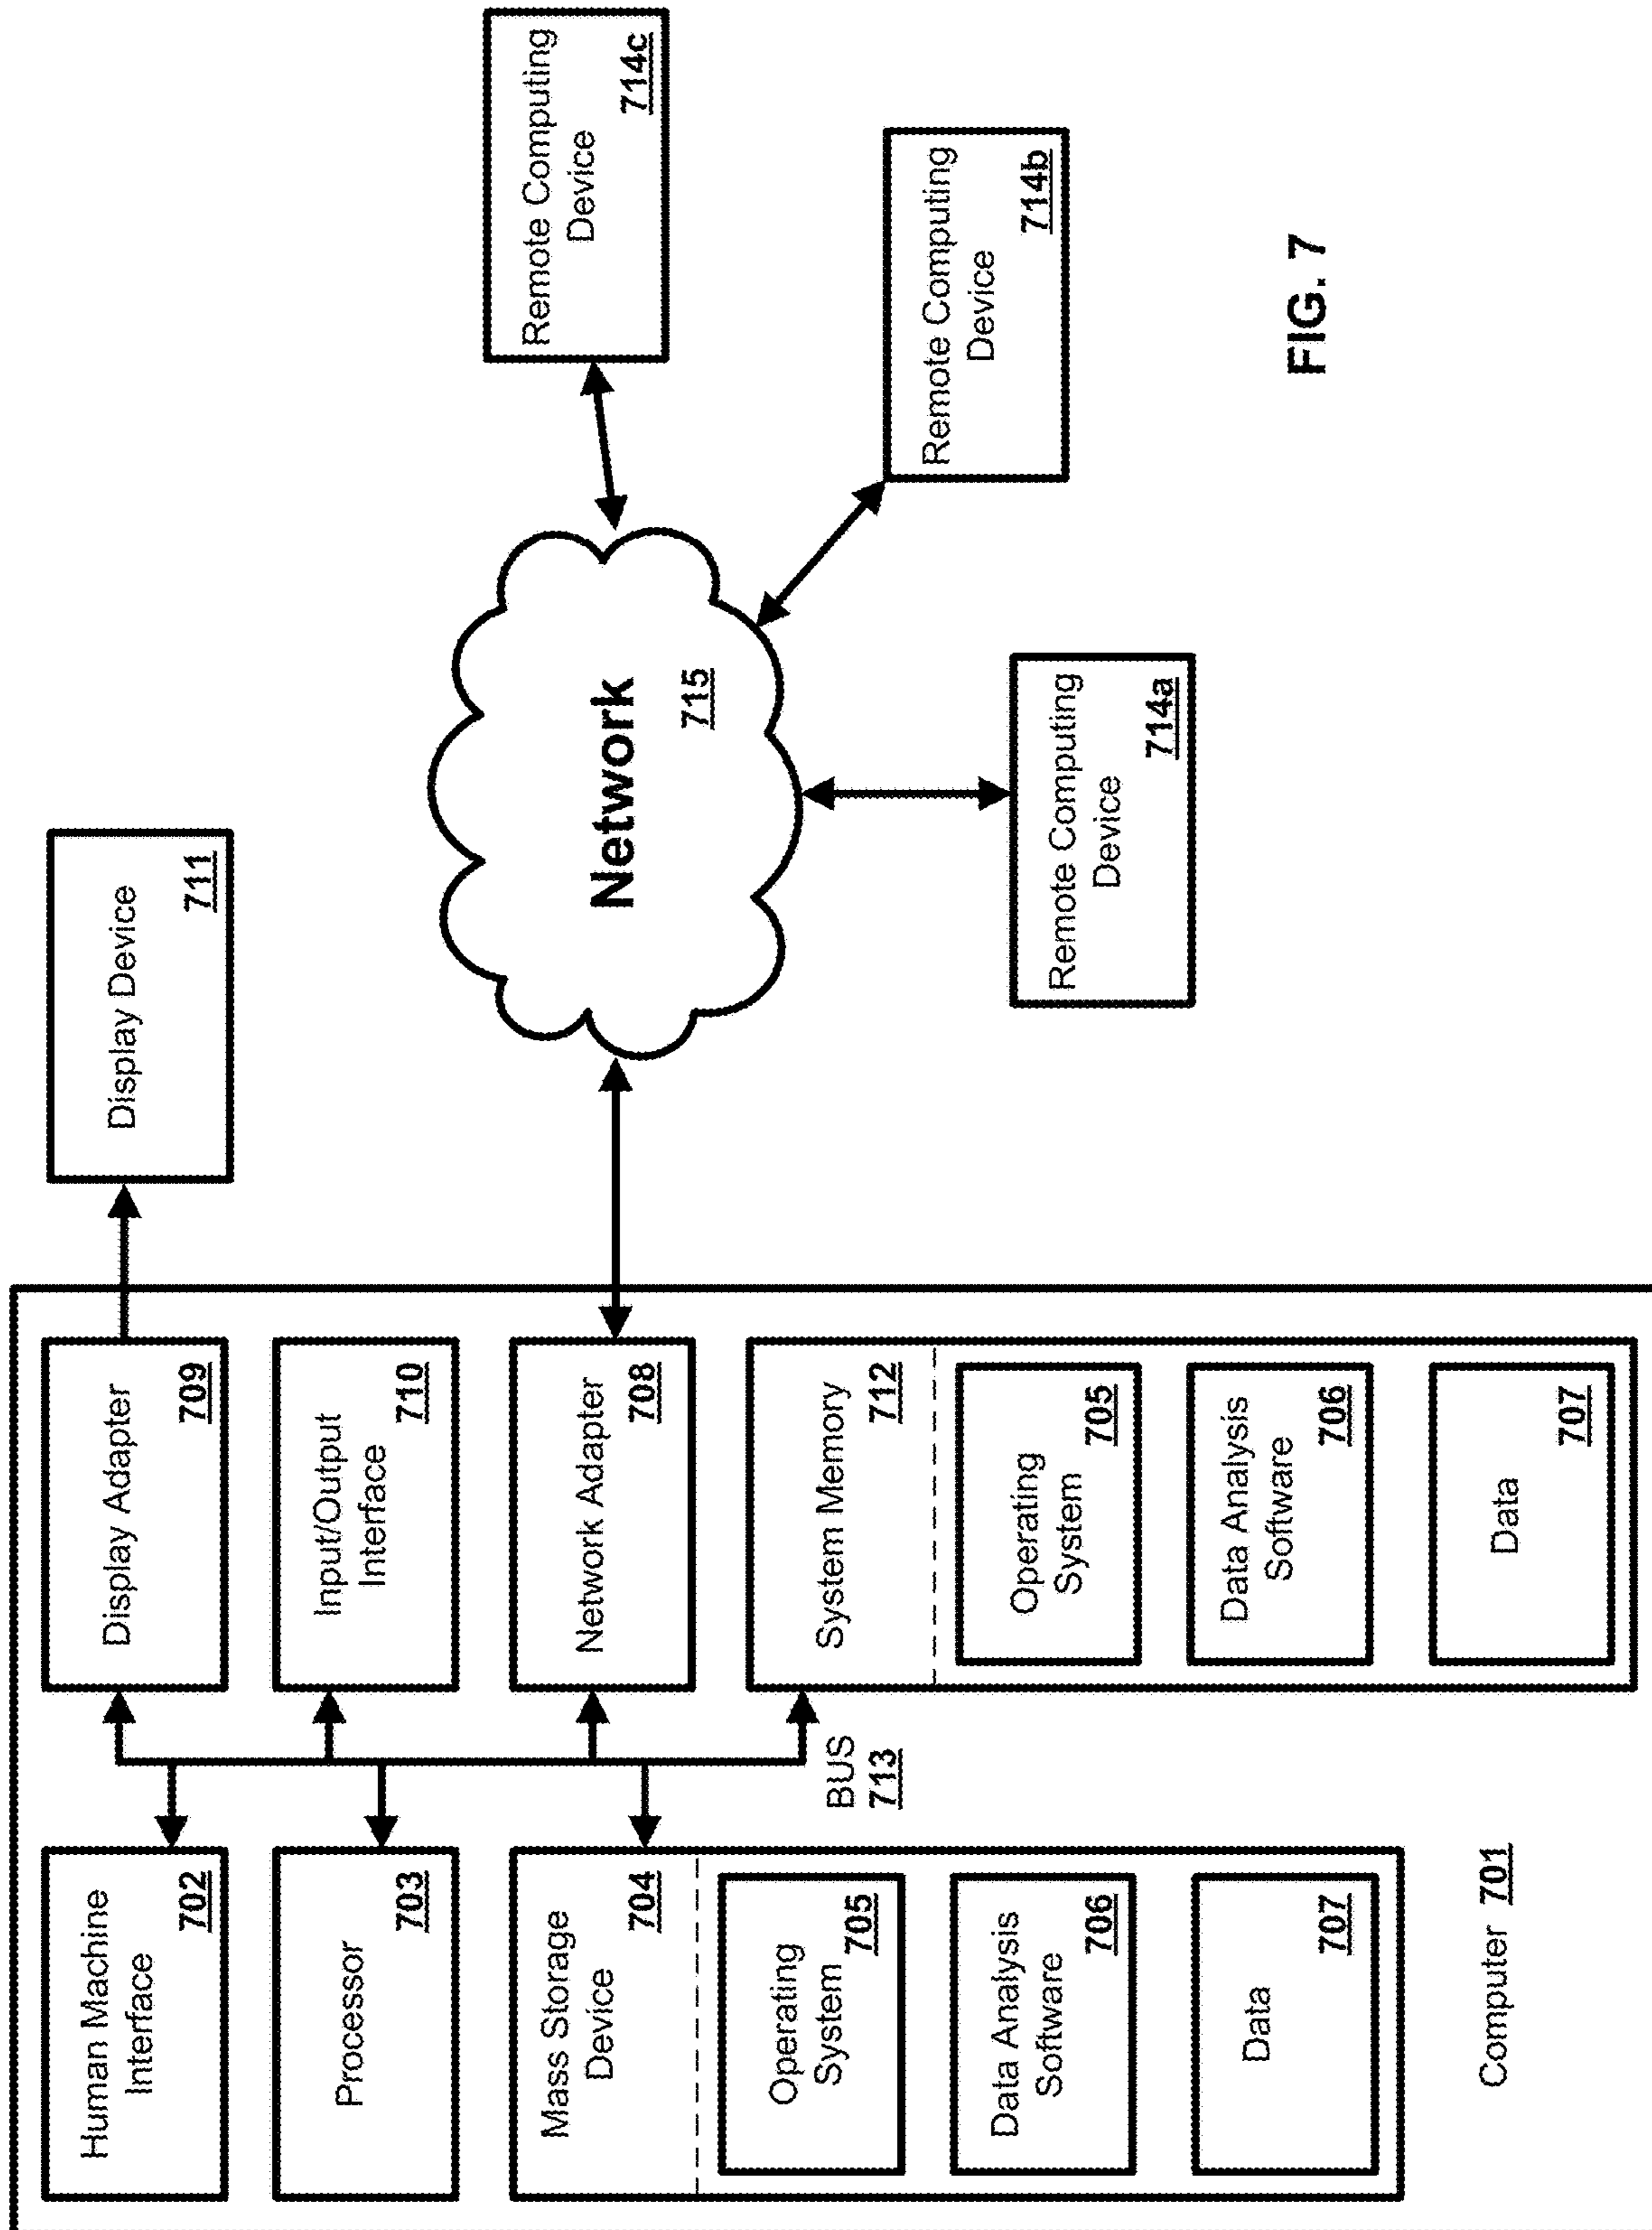 Human Machine
Interface
702
Processor
703
Mass Storage
Device
704
Operating
System
705
Data Analysis
Software
706
Data
707
Computer 701
BUS
713
Display Adapter
709
Input/Output
Interface
710
Network Adapter
708
System Memory
712
Operating
System
705
Data Analysis
Software
706
Data
707
Display Device
711
Network
715
Remote Computing
Device
714a
Remote Computing
Device
714b
Remote Computing
Device
714c
FIG. 7